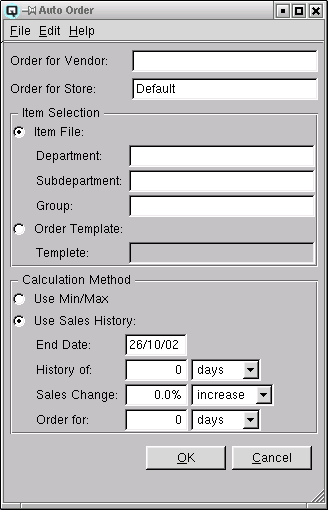 Auto Order
File Edit Help
Order for Vendor:
Order for Store: Default
Item Selection
Item File:
Department:
Subdepartment:
Group:
Order Template:
Templete:
Calculation Method
Use Min/Max
Use Sales History:
End Date: 26/10/02
History of: 0 days
Sales Change: 0.0% increase
Order for: 0 days
OK Cancel